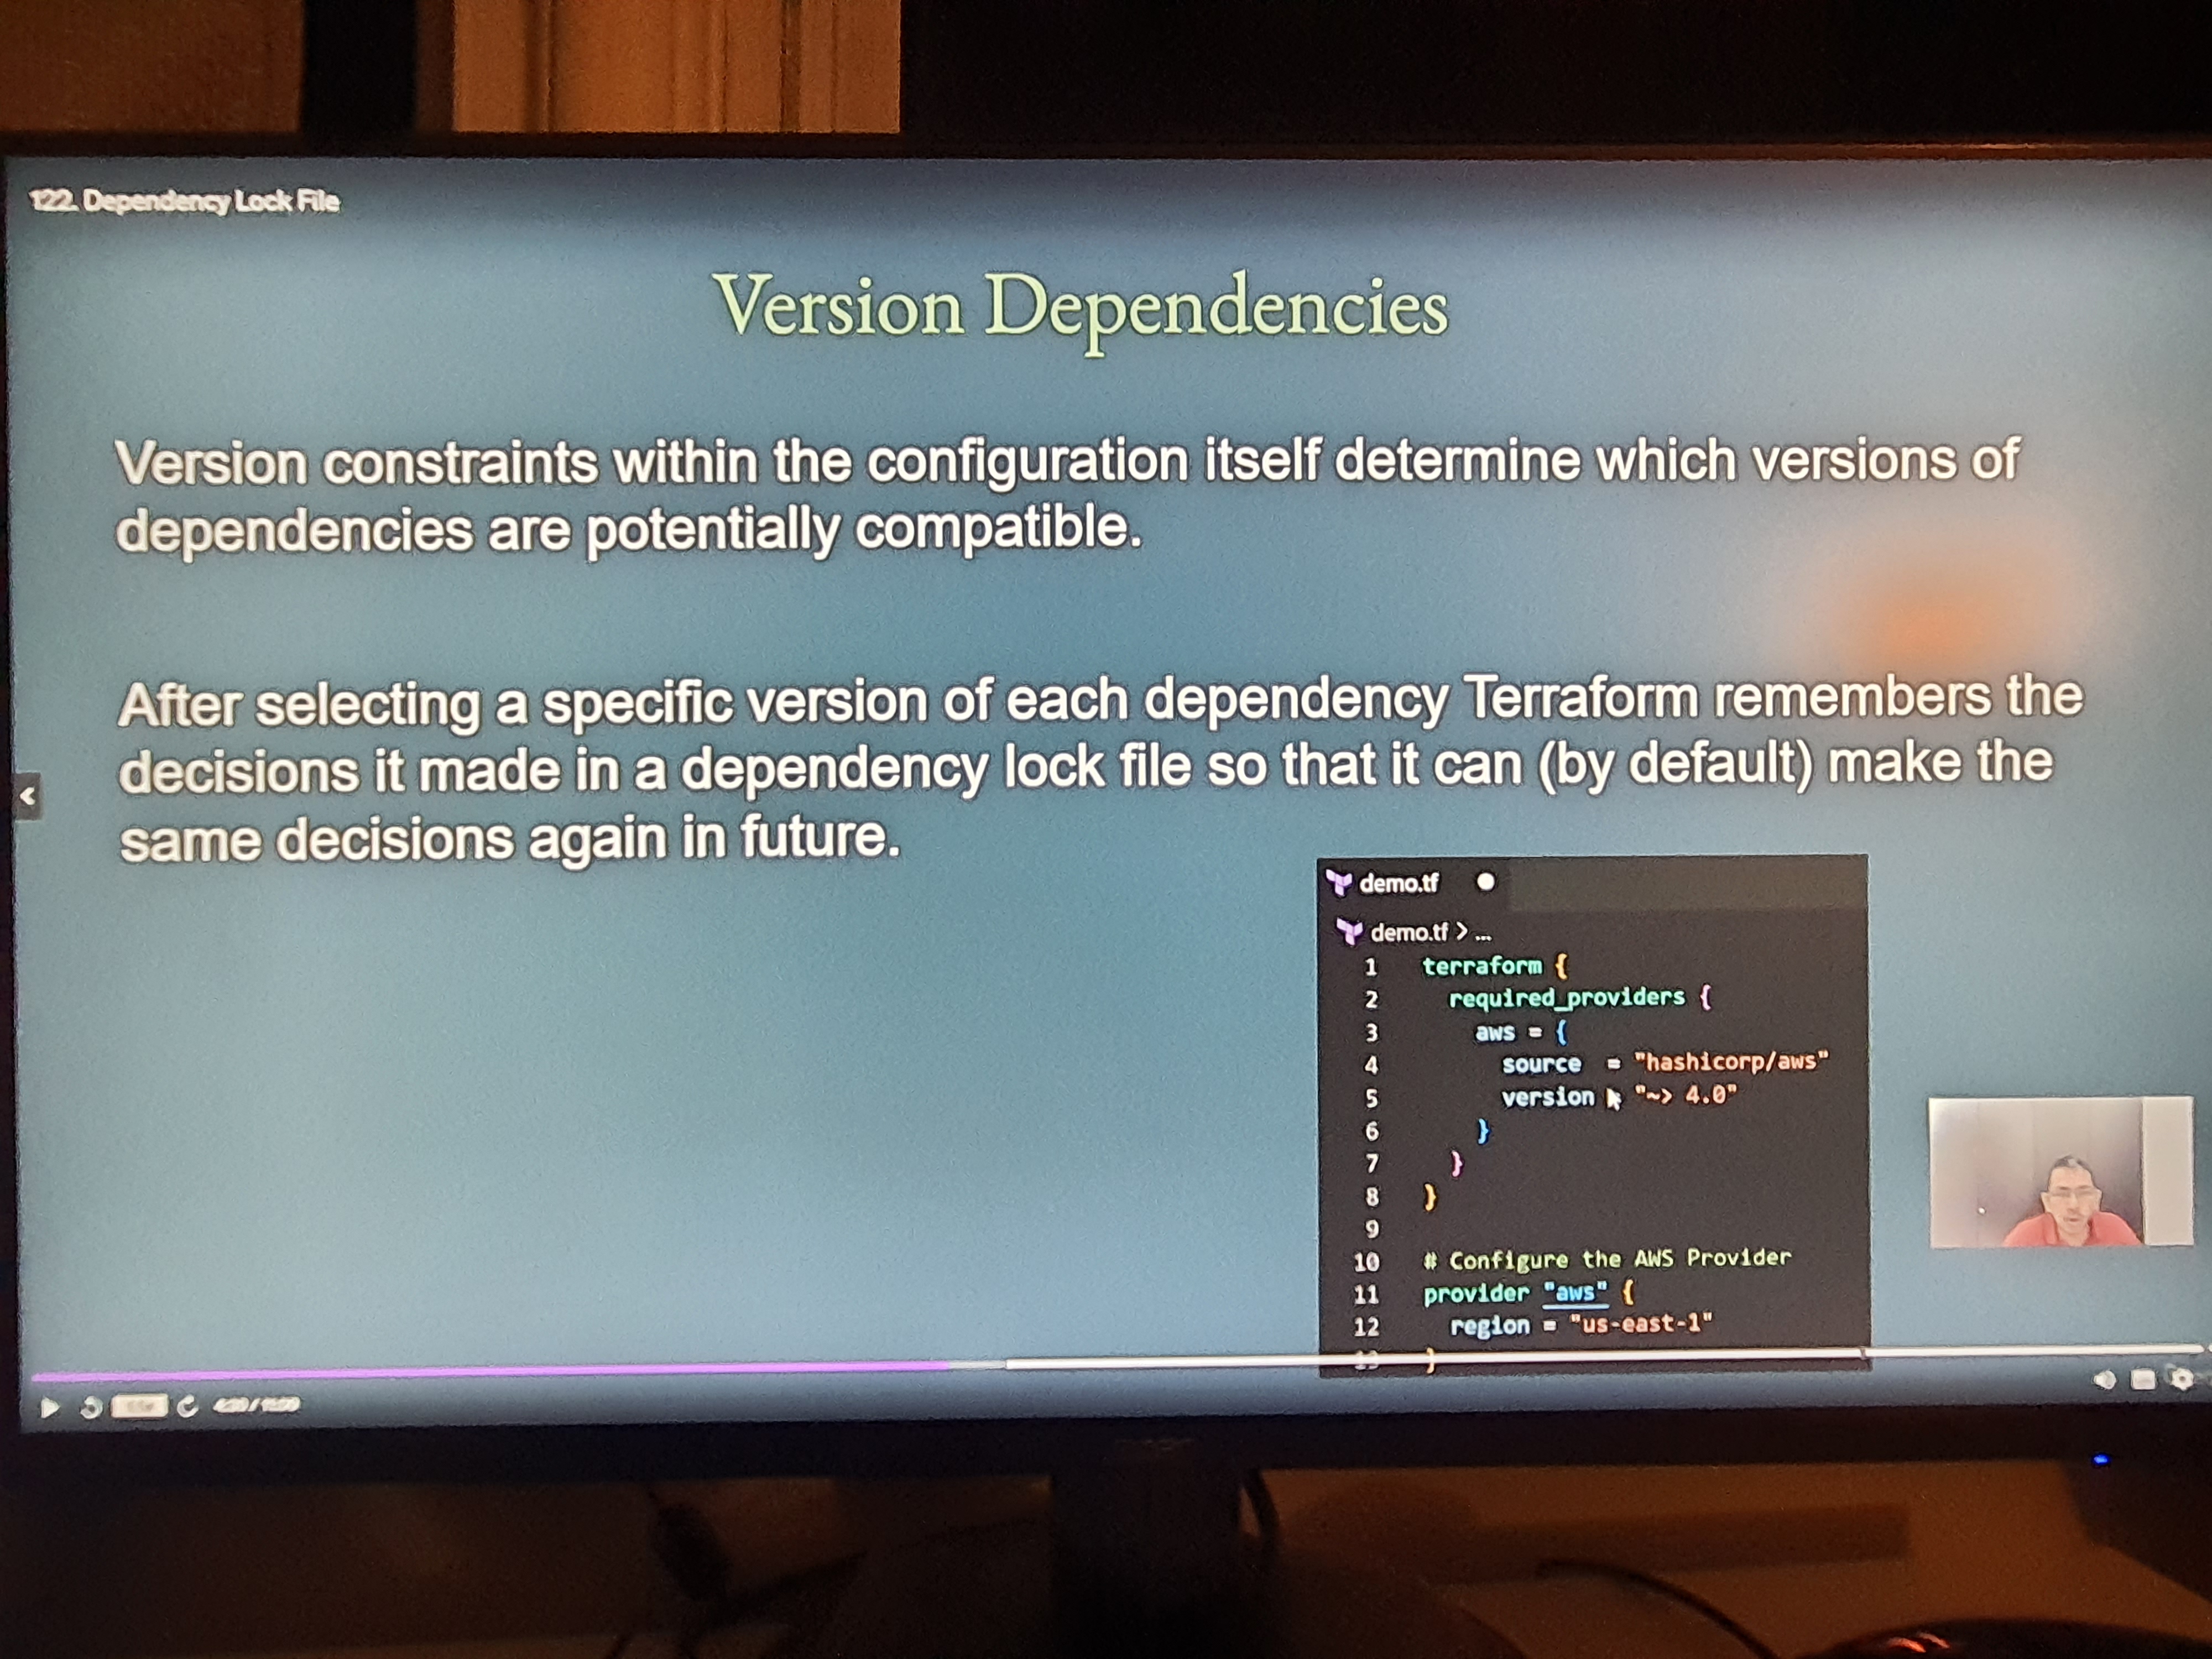 122. Dependency Lock File
Version Dependencies
Version constraints within the configuration itself determine which versions of
dependencies are potentially compatible.
After selecting a specific version of each dependency Terraform remembers the
decisions it made in a dependency lock file so that it can (by default) make the
same decisions again in future.
demo.tf
demo.tf > ...
1 terraform {
2 required_providers {
3 aws = {
4 source = "hashicorp/aws"
5 version "~> 4.0"
6 }
7 }
8 }
9
10 # Configure the AWS Provider
11 provider "aws" {
12 region = "us-east-1"
13 }